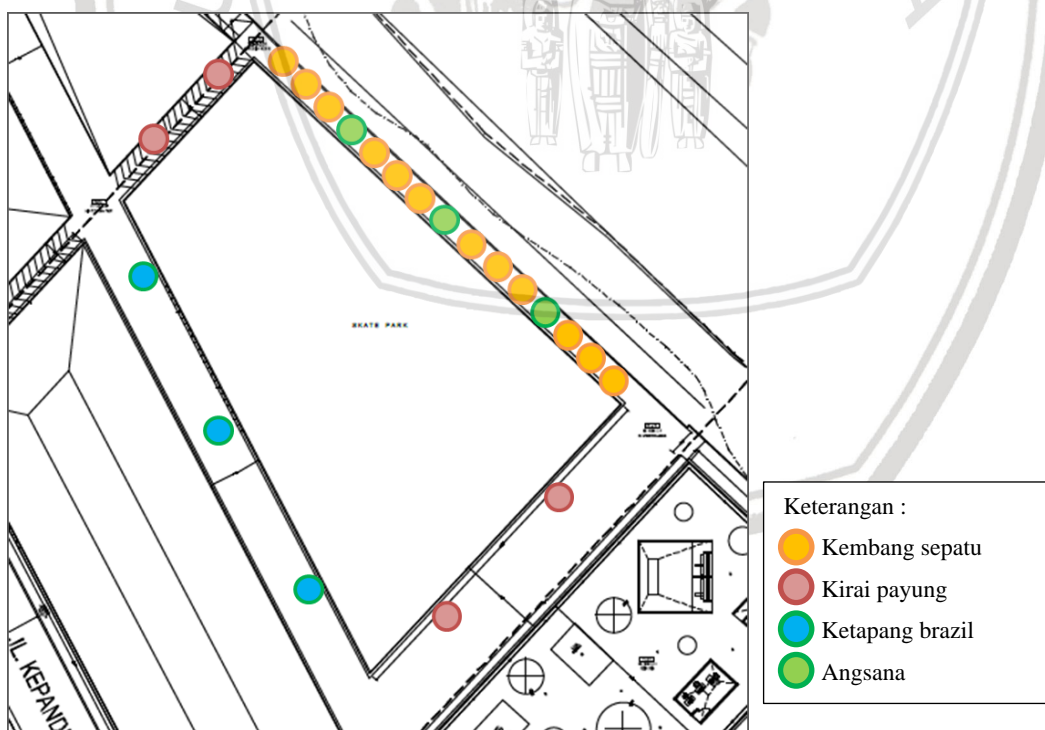 SKATE PARK
JL KEPAND
Keterangan :
Kembang sepatu
Kirai payung
Ketapang brazil
Angsana